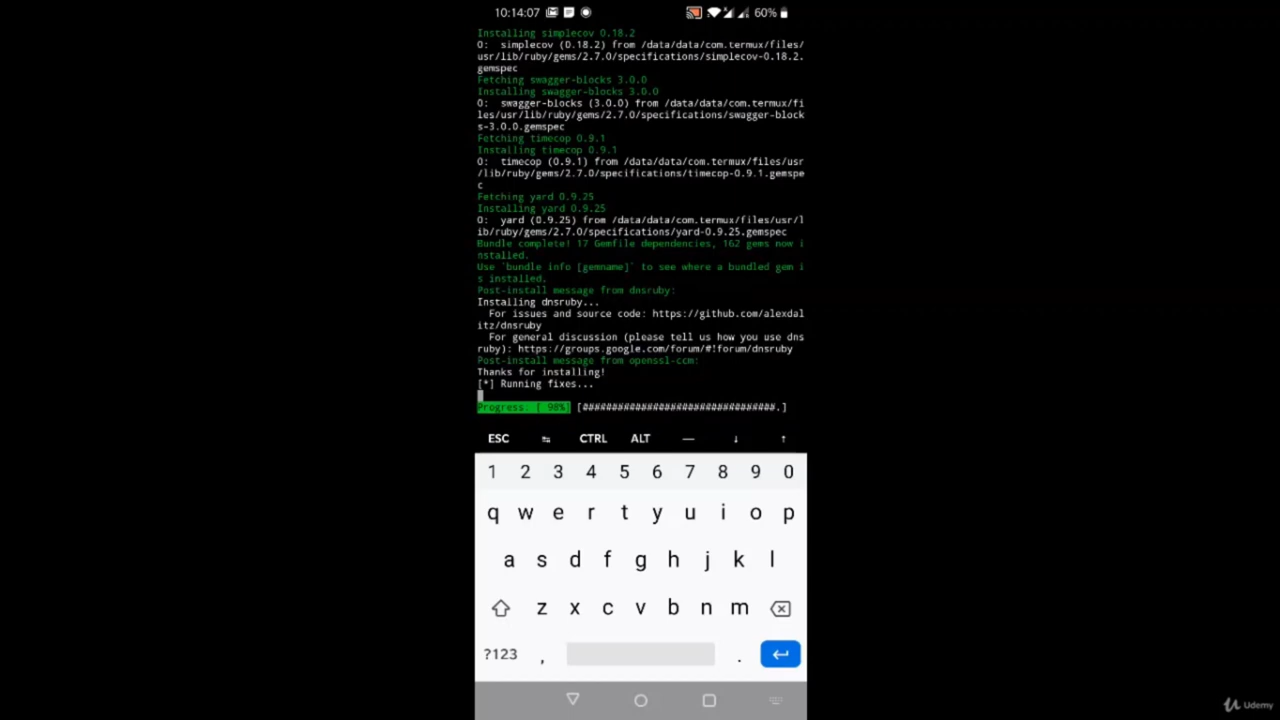 10:14:07 60%
Installing simplecov 0.18.2
0:  simplecov (0.18.2) from /data/data/com.termux/files/
usr/lib/ruby/gems/2.7.0/specifications/simplecov-0.18.2.
gemspec
Fetching swagger-blocks 3.0.0
Installing swagger-blocks 3.0.0
0:  swagger-blocks (3.0.0) from /data/data/com.termux/fi
les/usr/lib/ruby/gems/2.7.0/specifications/swagger-block
s-3.0.0.gemspec
Fetching timecop 0.9.1
Installing timecop 0.9.1
0:  timecop (0.9.1) from /data/data/com.termux/files/usr
/lib/ruby/gems/2.7.0/specifications/timecop-0.9.1.gemspe
c
Fetching yard 0.9.25
Installing yard 0.9.25
0:  yard (0.9.25) from /data/data/com.termux/files/usr/l
ib/ruby/gems/2.7.0/specifications/yard-0.9.25.gemspec
Bundle complete! 17 Gemfile dependencies, 162 gems now i
nstalled.
Use `bundle info [gemname]` to see where a bundled gem i
s installed.
Post-install message from dnsruby:
Installing dnsruby...
  For issues and source code: https://github.com/alexdal
itz/dnsruby
  For general discussion (please tell us how you use dns
ruby): https://groups.google.com/forum/#!forum/dnsruby
Post-install message from openssl-ccm:
Thanks for installing!
[*] Running fixes...
Progress: [ 98%] [#################################.]
ESC ⇆ CTRL ALT — ↓ ↑
1 2 3 4 5 6 7 8 9 0
q w e r t y u i o p
a s d f g h j k l
z x c v b n m
?123 , .
Udemy